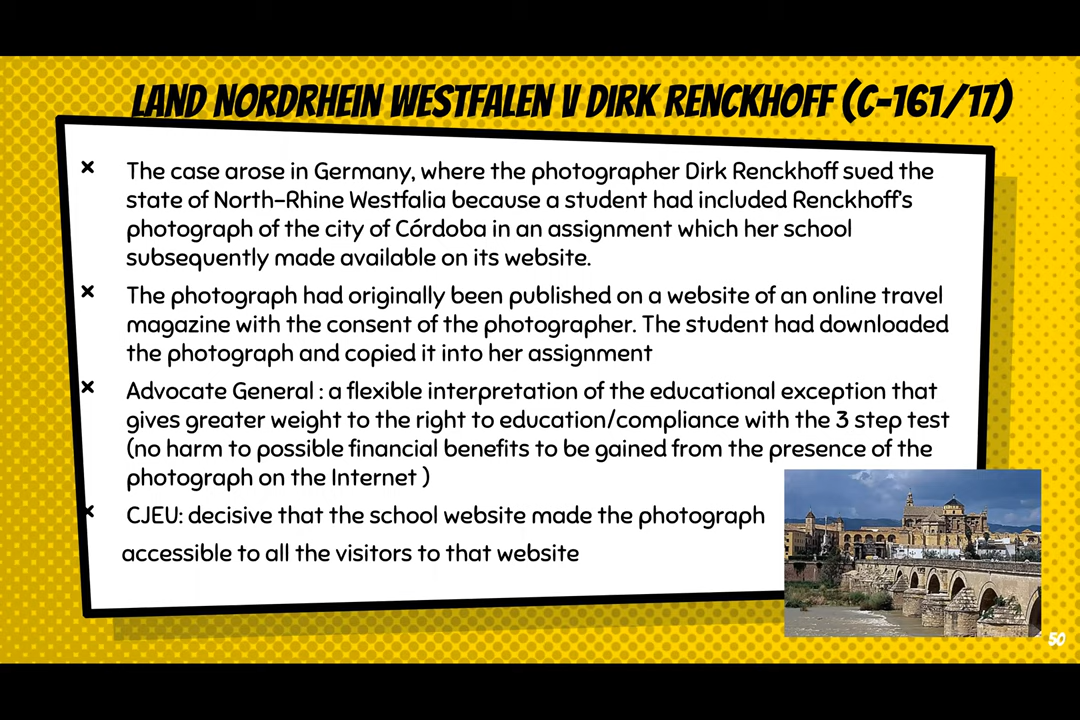 LAND NORDRHEIN WESTFALEN V DIRK RENCKHOFF (C-161/17)
× The case arose in Germany, where the photographer Dirk Renckhoff sued the
state of North-Rhine Westfalia because a student had included Renckhoff's
photograph of the city of Córdoba in an assignment which her school
subsequently made available on its website.
× The photograph had originally been published on a website of an online travel
magazine with the consent of the photographer. The student had downloaded
the photograph and copied it into her assignment
× Advocate General : a flexible interpretation of the educational exception that
gives greater weight to the right to education/compliance with the 3 step test
(no harm to possible financial benefits to be gained from the presence of the
photograph on the Internet )
× CJEU: decisive that the school website made the photograph
accessible to all the visitors to that website
50